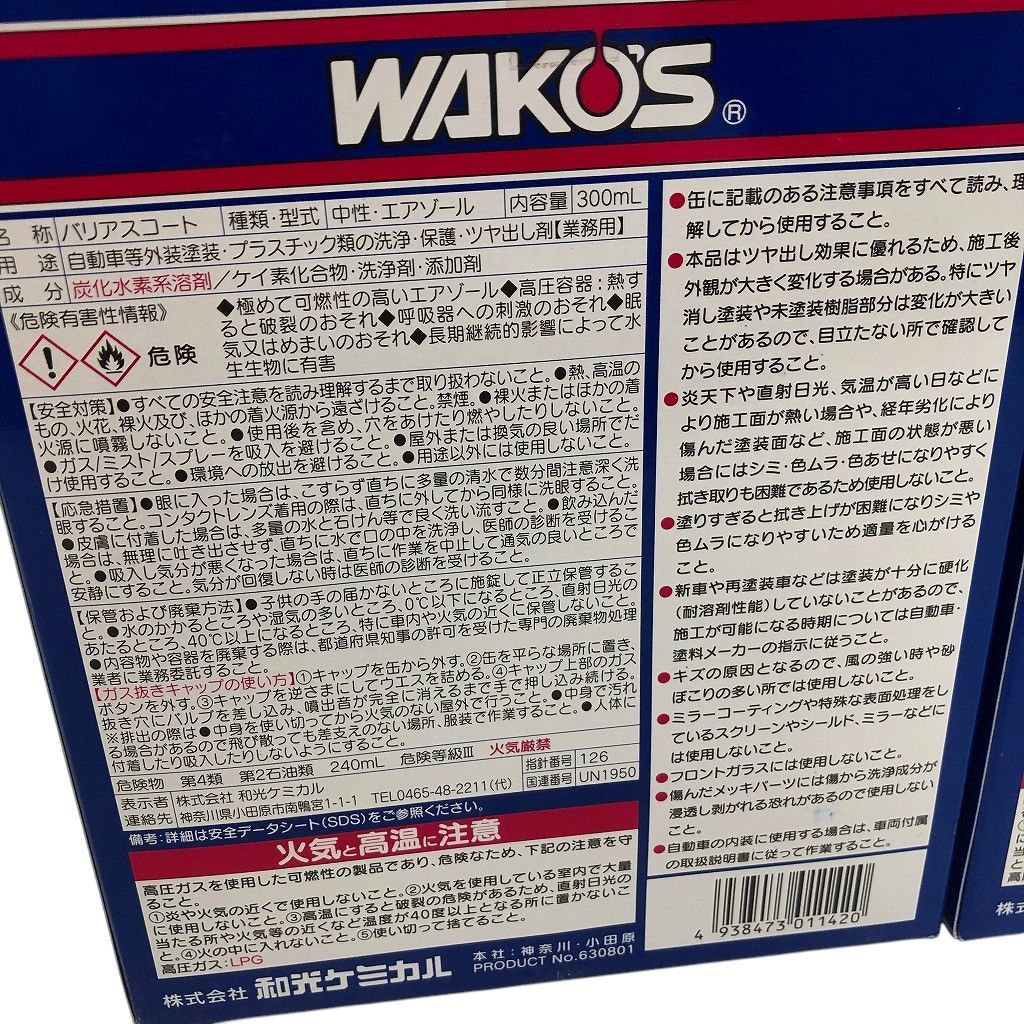 WAKO'S®
名 称 バリアスコート 種類・型式 中性・エアゾール 内容量 300mL
用 途 自動車等外装塗装・プラスチック類の洗浄・保護・ツヤ出し剤【業務用】
成 分 炭化水素系溶剤/ケイ素化合物・洗浄剤・添加剤
《危険有害性情報》
危険
◆極めて可燃性の高いエアゾール◆高圧容器:熱す
ると破裂のおそれ◆呼吸器への刺激のおそれ◆眠
気又はめまいのおそれ◆長期継続的影響によって水
生生物に有害
【安全対策】●すべての安全注意を読み理解するまで取り扱わないこと。●熱、高温の
もの、火花、裸火及び、ほかの着火源から遠ざけること。禁煙。●裸火またはほかの着
火源に噴霧しないこと。●使用後を含め、穴をあけたり燃やしたりしないこと。
●ガス/ミスト/スプレーを吸入を避けること。●屋外または換気の良い場所でだ
け使用すること。●環境への放出を避けること。●用途以外には使用しないこと。
【応急措置】●眼に入った場合は、こすらず直ちに多量の清水で数分間注意深く洗
眼すること。コンタクトレンズ着用の際は、直ちに外してから同様に洗眼すること。
●皮膚に付着した場合は、多量の水と石けん等で良く洗い流すこと。●飲み込んだ
場合は、無理に吐き出させず、直ちに水で口の中を洗浄し、医師の診断を受けるこ
と。●吸入し気分が悪くなった場合は、直ちに作業を中止して通気の良いところで
安静にすること。気分が回復しない時は医師の診断を受けること。
【保管および廃棄方法】●子供の手の届かないところに施錠して正立保管するこ
と。●水のかかるところや湿気の多いところ、0℃以下になるところ、直射日光の
あたるところ、40℃以上になるところ、特に車内や火気の近くに保管しないこと。
●内容物や容器を廃棄する際は、都道府県知事の許可を受けた専門の廃棄物処理
業者に業務委託すること。
【ガス抜きキャップの使い方】①キャップを缶から外す。②缶を平らな場所に置き、
ボタンを外す。③キャップを逆さまにしてウエスを詰める。④キャップ上部のガス
抜き穴にバルブを差し込み、噴出音が完全に消えるまで手で押し込み続ける。
※排出の際は●中身を使い切ってから火気のない屋外で行うこと。●中身で汚れ
る場合があるので飛び散っても差支えのない場所、服装で作業すること。●人体に
付着したり吸入したりしないようにすること。
危険物 第4類 第2石油類 240mL 危険等級Ⅲ 火気厳禁
指針番号 126
国連番号 UN1950
表示者 株式会社 和光ケミカル
連絡先 神奈川県小田原市南鴨宮1-1-1 TEL0465-48-2211(代)
備考:詳細は安全データシート(SDS)をご参照ください。
火気と高温に注意
高圧ガスを使用した可燃性の製品であり、危険なため、下記の注意を守
ること。
①炎や火気の近くで使用しないこと。②火気を使用している室内で大量
に使用しないこと。③高温にすると破裂の危険があるため、直射日光の
当たる所や火気等の近くなど温度が40度以上となる所に置かないこ
と。④火の中に入れないこと。⑤使い切って捨てること。
高圧ガス:LPG
株式会社 和光ケミカル
本社:神奈川・小田原
PRODUCT No.630801
●缶に記載のある注意事項をすべて読み、理
解してから使用すること。
●本品はツヤ出し効果に優れるため、施工後
外観が大きく変化する場合がある。特にツヤ
消し塗装や未塗装樹脂部分は変化が大きい
ことがあるので、目立たない所で確認して
から使用すること。
●炎天下や直射日光、気温が高い日などに
より施工面が熱い場合や、経年劣化により
傷んだ塗装面など、施工面の状態が悪い
場合にはシミ・色ムラ・色あせになりやすく
拭き取りも困難であるため使用しないこと。
●塗りすぎると拭き上げが困難になりシミや
色ムラになりやすいため適量を心がける
こと。
●新車や再塗装車などは塗装が十分に硬化
(耐溶剤性能)していないことがあるので、
施工が可能になる時期については自動車・
塗料メーカーの指示に従うこと。
●キズの原因となるので、風の強い時や砂
ぼこりの多い所では使用しないこと。
●ミラーコーティングや特殊な表面処理をし
ているスクリーンやシールド、ミラーなどに
は使用しないこと。
●フロントガラスには使用しないこと。
●傷んだメッキパーツには傷から洗浄成分が
浸透し剥がれる恐れがあるので使用しない
こと。
●自動車の内装に使用する場合は、車両付属
の取扱説明書に従って作業すること。
4 938473 011420